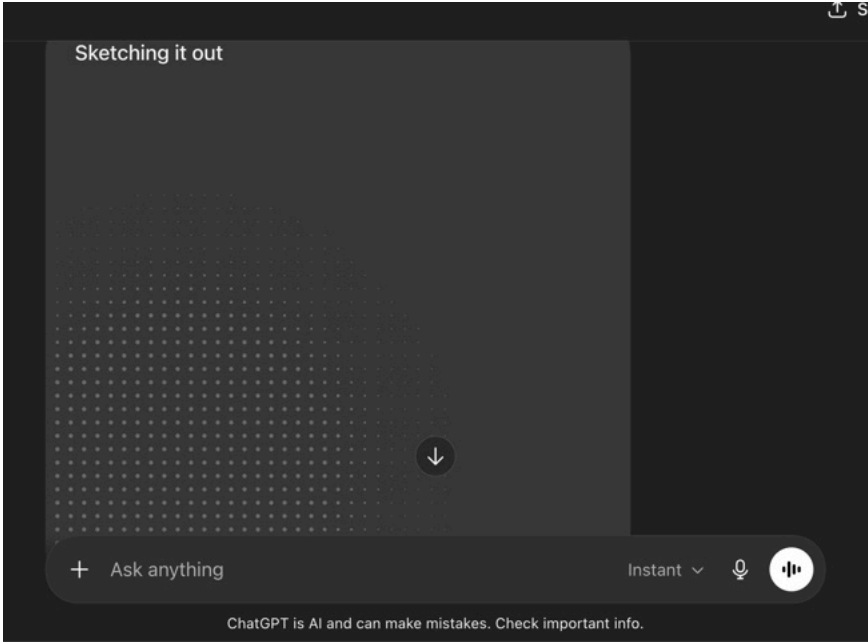 Sketching it out
Ask anything
Instant
ChatGPT is AI and can make mistakes. Check important info.